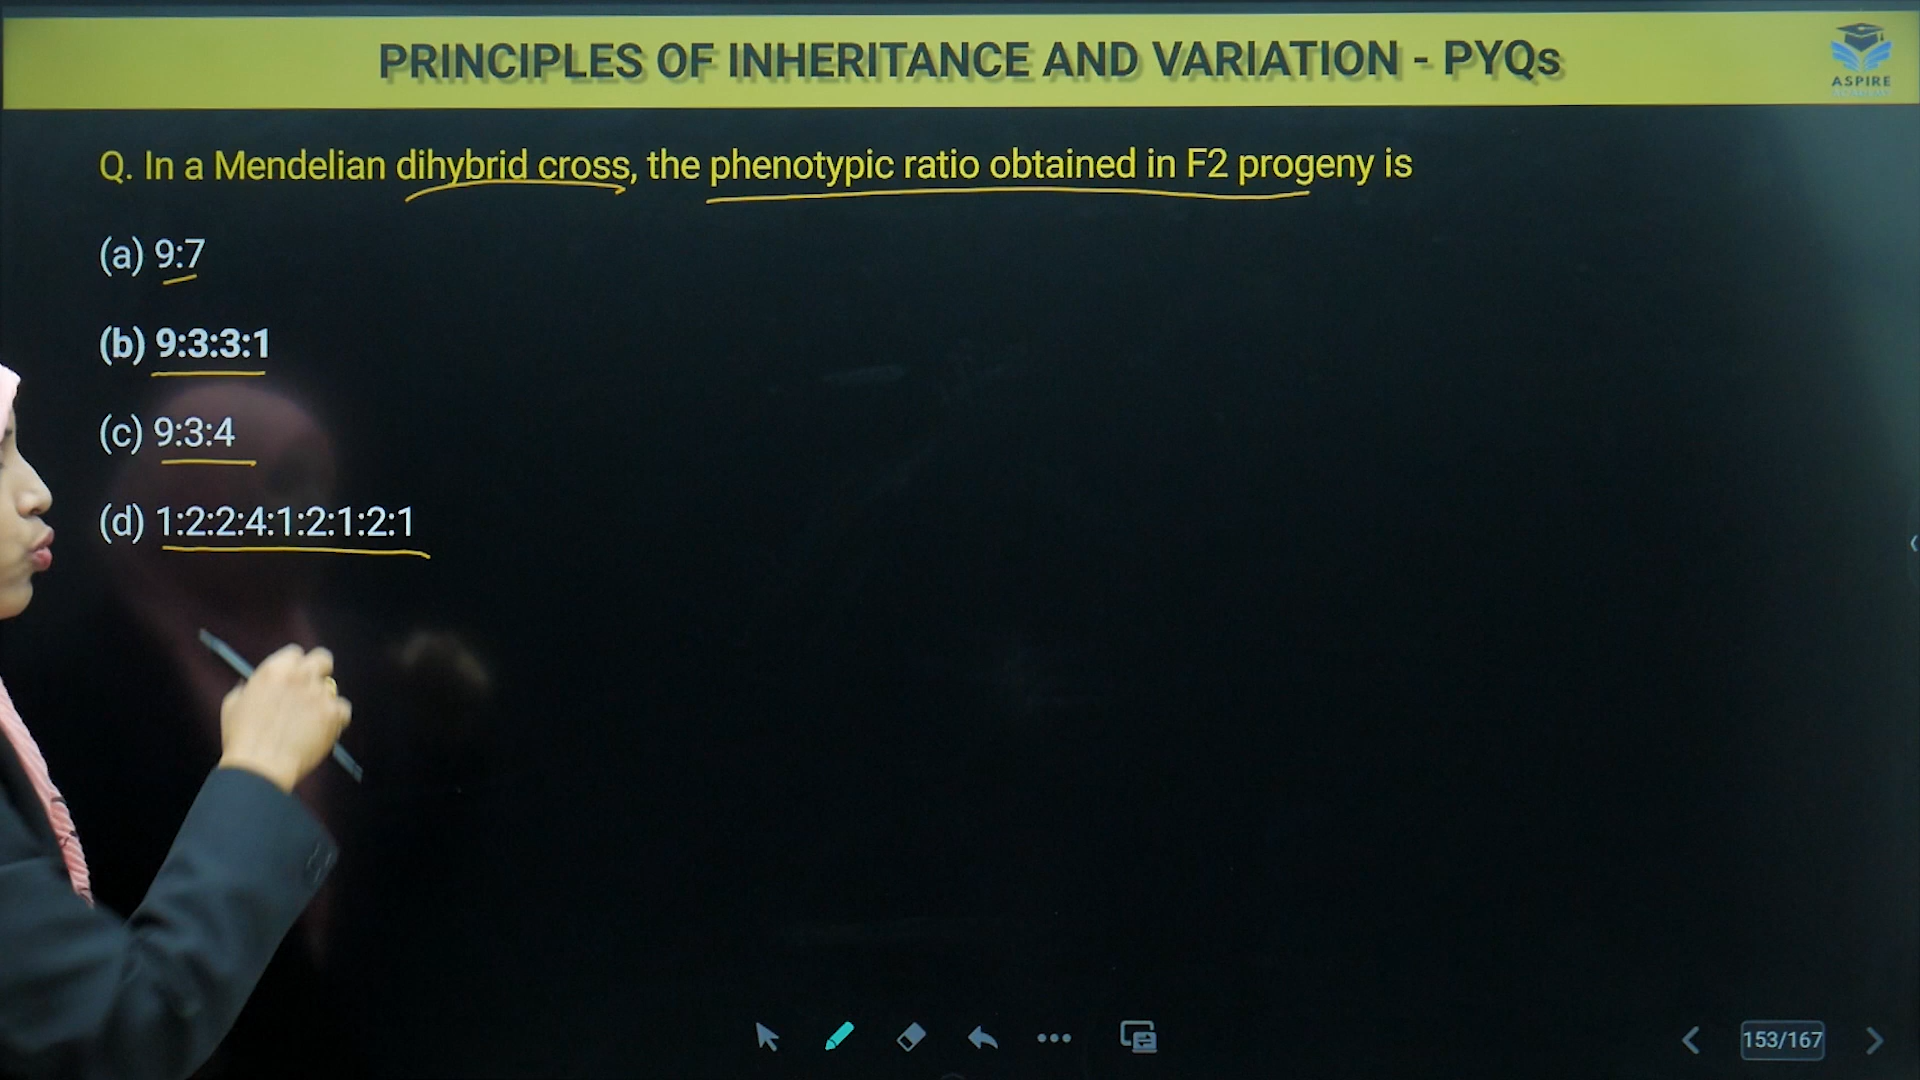 PRINCIPLES OF INHERITANCE AND VARIATION - PYQs
ASPIRE
Q. In a Mendelian dihybrid cross, the phenotypic ratio obtained in F2 progeny is
(a) 9:7
(b) 9:3:3:1
(c) 9:3:4
(d) 1:2:2:4:1:2:1:2:1
153/167